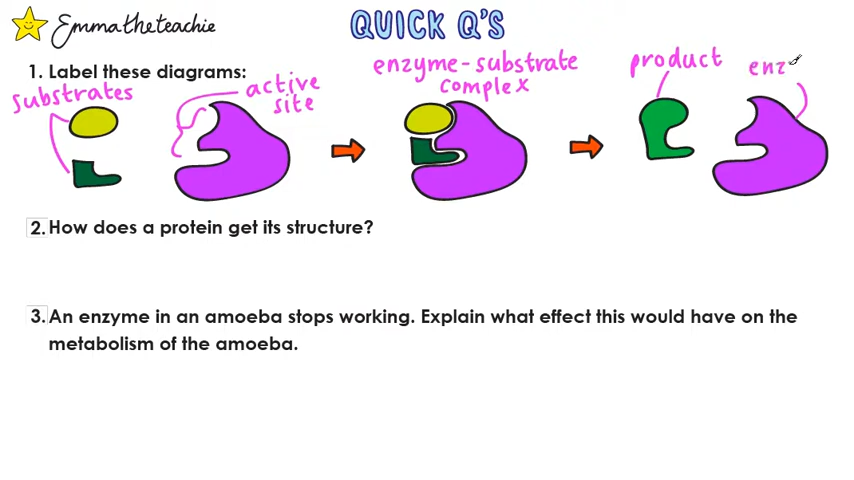 Emmatheteachie
QUICK Q'S
1. Label these diagrams:
substrates
active
site
enzyme-substrate
complex
product
enz
2. How does a protein get its structure?
3. An enzyme in an amoeba stops working. Explain what effect this would have on the
metabolism of the amoeba.